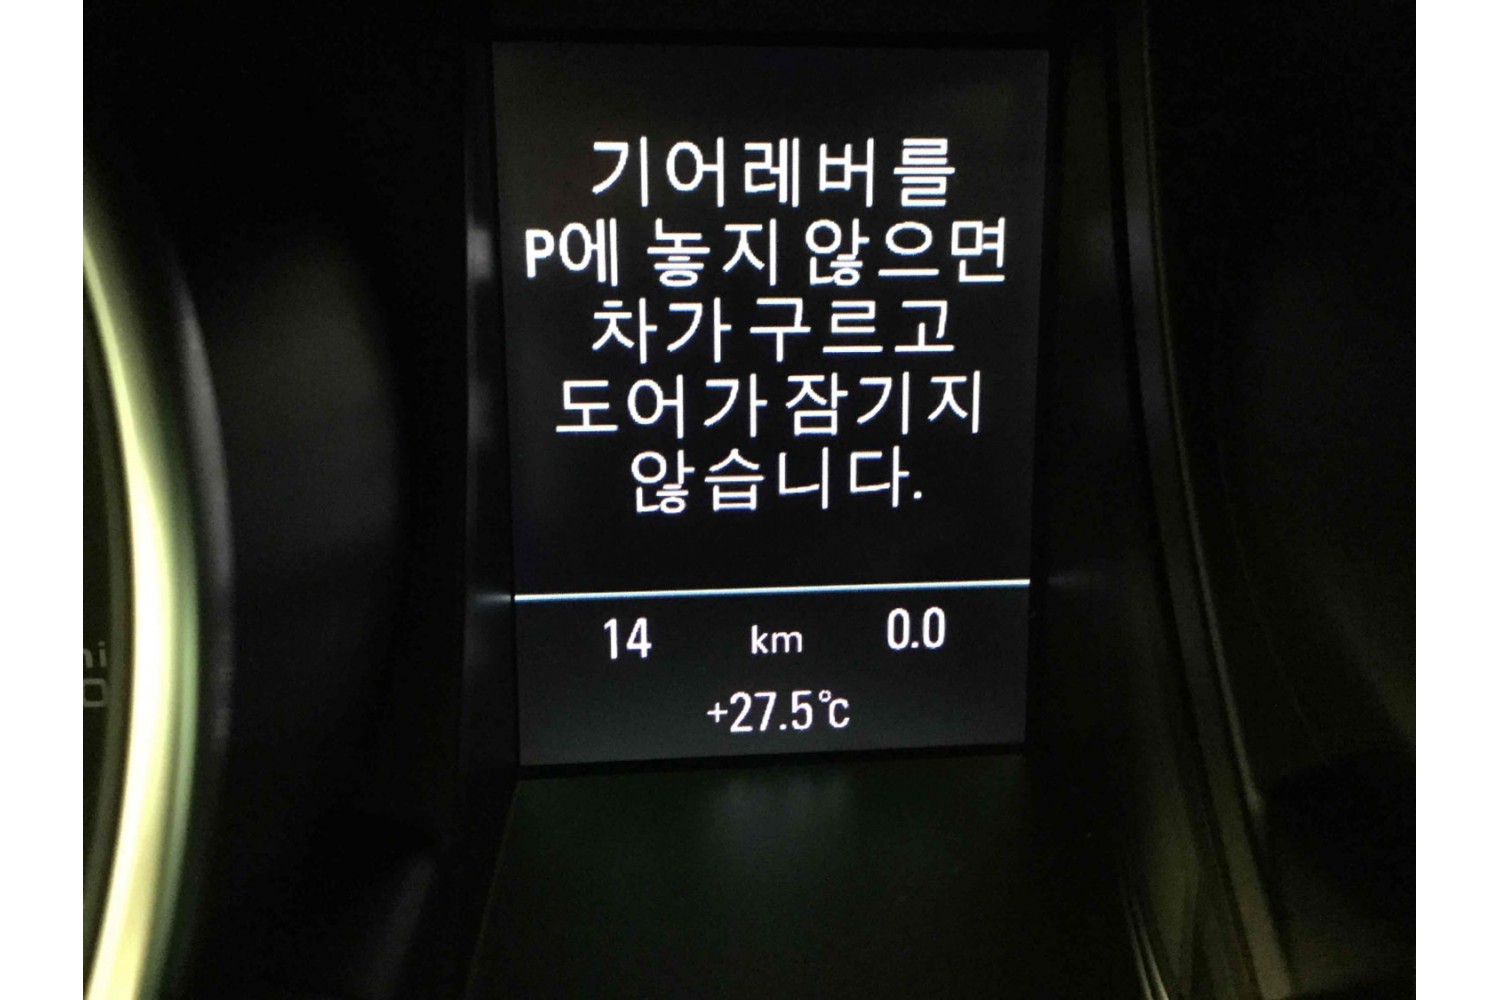 기어레버를
P에 놓지 않으면
차가 구르고
도어가 잠기지
않습니다.
14 km 0.0
+27.5°C